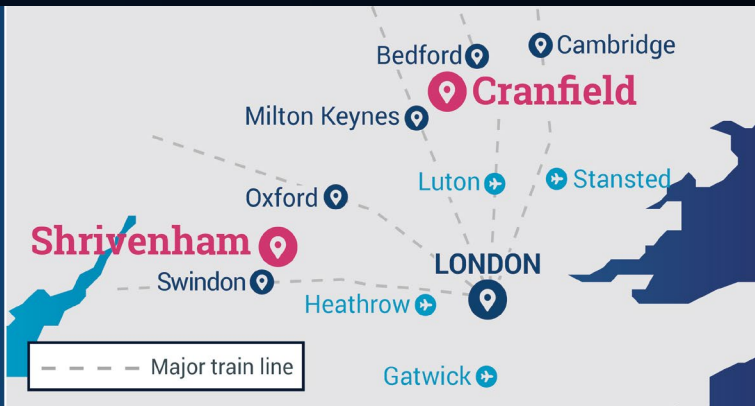 Bedford
Cambridge
Cranfield
Milton Keynes
Luton
Stansted
Oxford
Shrivenham
LONDON
Swindon
Heathrow
Major train line
Gatwick